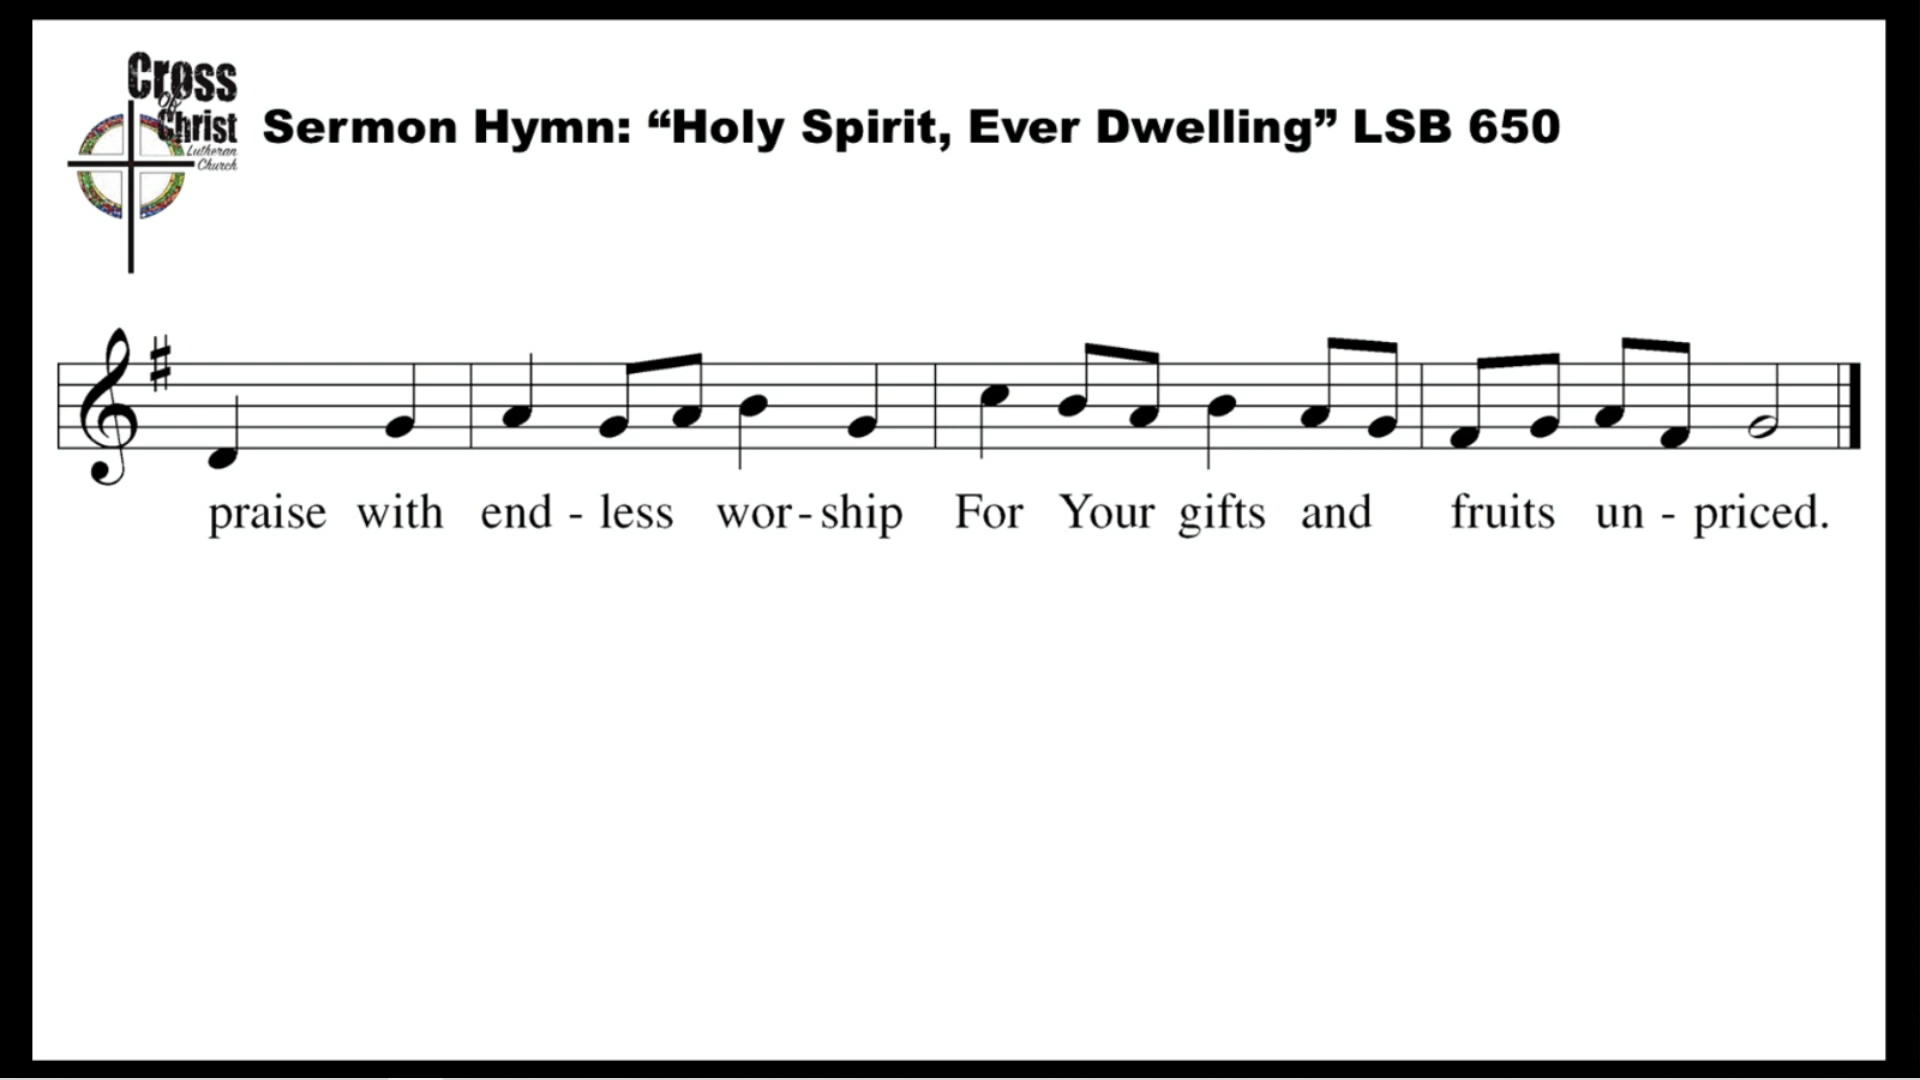 Cross
Of
Christ
Lutheran
Church
Sermon Hymn: “Holy Spirit, Ever Dwelling” LSB 650
praise with end - less wor - ship For Your gifts and fruits un - priced.